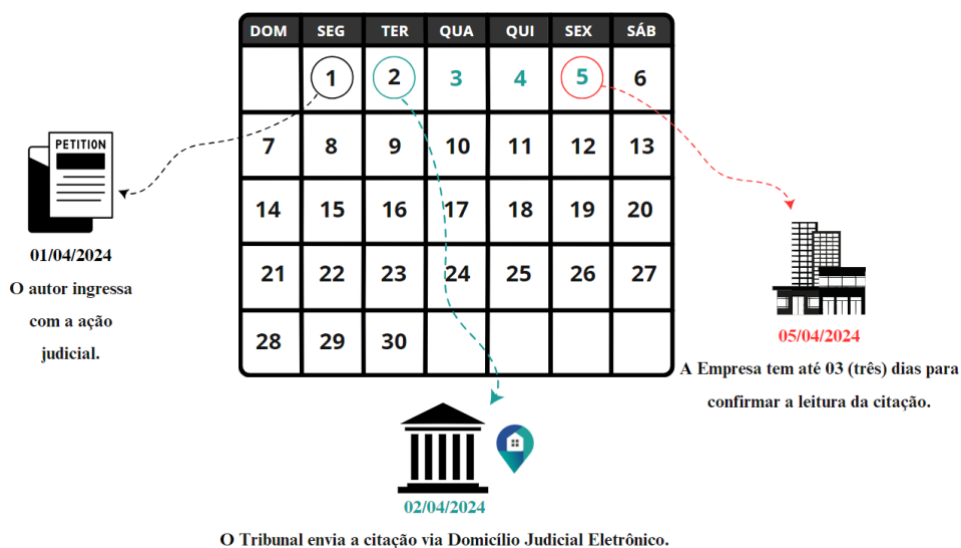 DOM SEG TER QUA QUI SEX SÁB
1 2 3 4 5 6
7 8 9 10 11 12 13
14 15 16 17 18 19 20
21 22 23 24 25 26 27
28 29 30
PETITION
01/04/2024
O autor ingressa
com a ação
judicial.
05/04/2024
A Empresa tem até 03 (três) dias para
confirmar a leitura da citação.
02/04/2024
O Tribunal envia a citação via Domicílio Judicial Eletrônico.